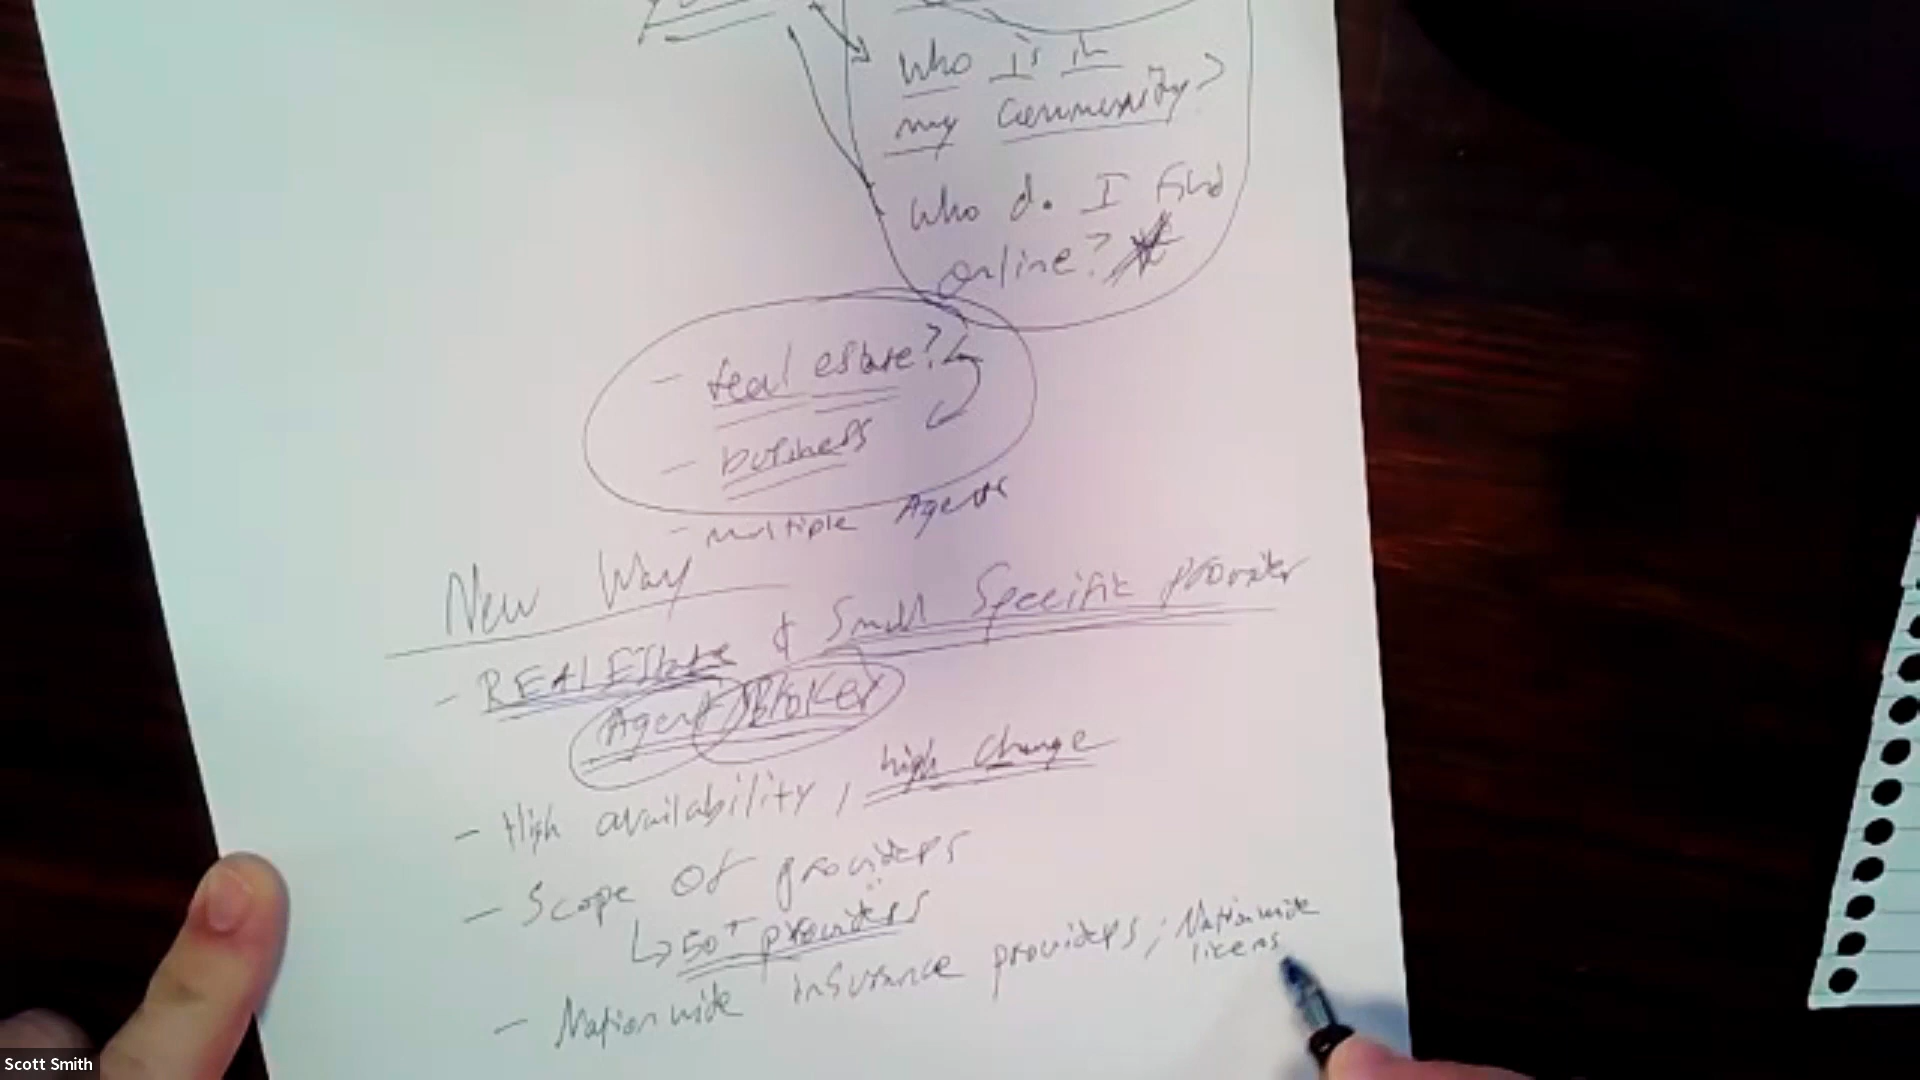 Who Is in
my Community?
Who do I find
online?
- real estate?
- business
- multiple Agents
New Way
- REAL EState & Small Specific provider
Agent Broker
- High availability, high change
- Scope Of providers
↳ 50+ providers
- Nationwide insurance providers, Nationwide
licens
Scott Smith